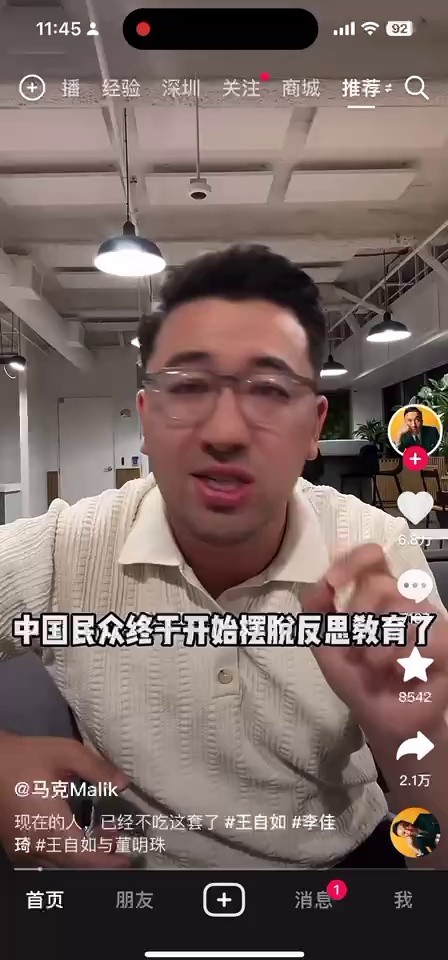 11:45
92
播 经验 深圳 关注 商城 推荐
6.8万
中国民众终于开始摆脱反思教育了
8542
2.1万
@马克Malik
现在的人，已经不吃这套了 #王自如 #李佳
琦 #王自如与董明珠
首页 朋友 消息 1 我